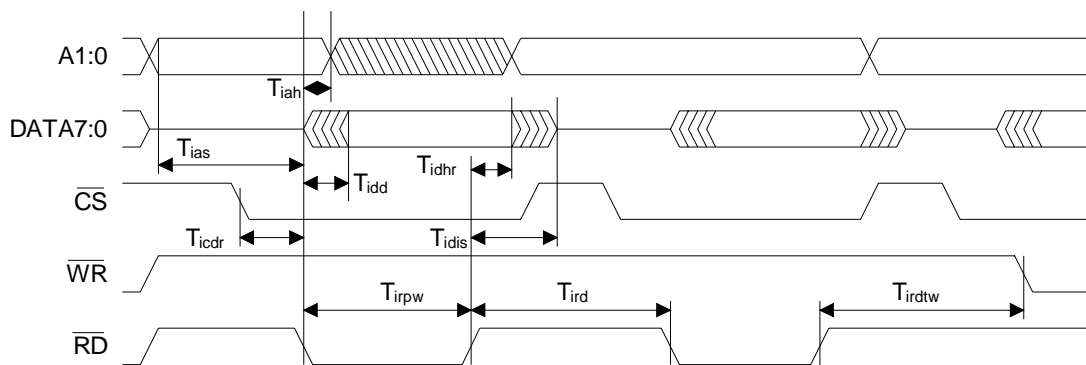 A1:0
Tiah
DATA7:0
Tias
Tidd
Tidhr
CS
Ticdr
Tidis
WR
Tirpw
Tird
Tirdtw
RD